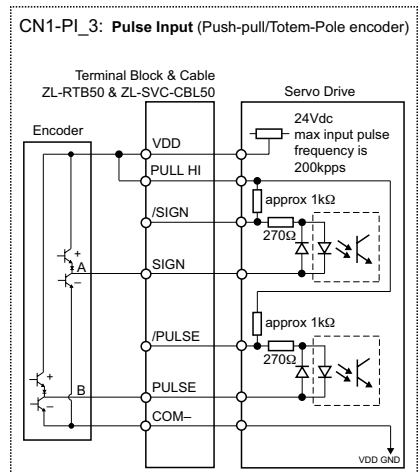 CN1-PI_3: Pulse Input (Push-pull/Totem-Pole encoder)
Terminal Block & Cable
ZL-RTB50 & ZL-SVC-CBL50
Servo Drive
Encoder
VDD
24Vdc
max input pulse
frequency is
200kpps
PULL HI
approx 1kΩ
/SIGN
270Ω
+
A
–
SIGN
approx 1kΩ
/PULSE
270Ω
+
B
–
PULSE
COM–
VDD GND